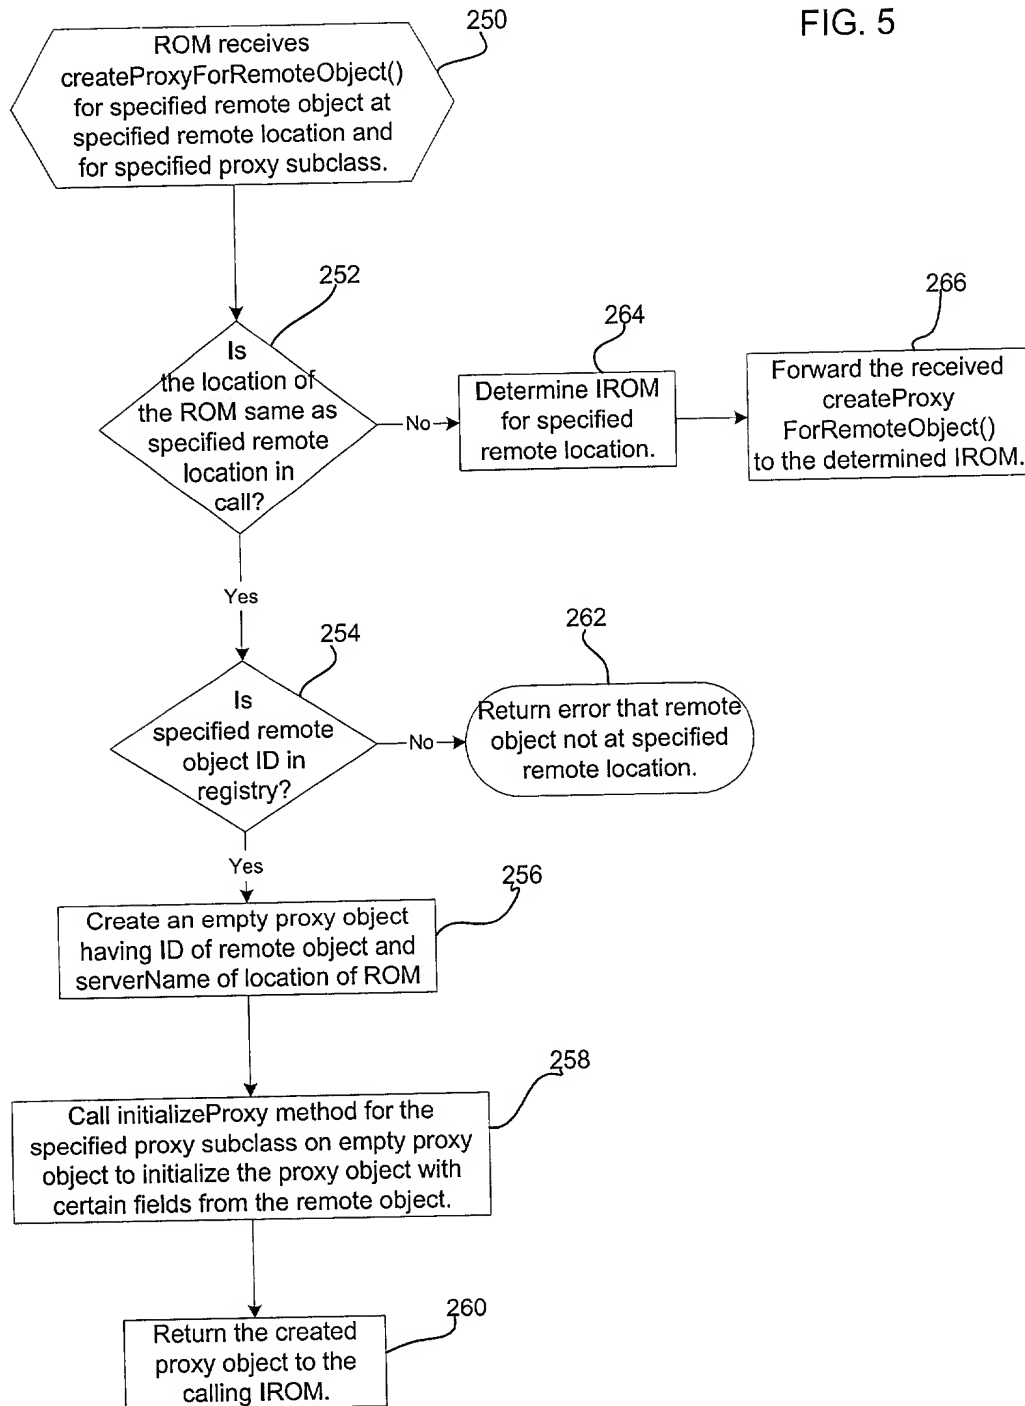 FIG. 5
250
ROM receives
createProxyForRemoteObject()
for specified remote object at
specified remote location and
for specified proxy subclass.
252
Is
the location of
the ROM same as
specified remote
location in
call?
No
264
Determine IROM
for specified
remote location.
266
Forward the received
createProxy
ForRemoteObject()
to the determined IROM.
Yes
254
Is
specified remote
object ID in
registry?
No
262
Return error that remote
object not at specified
remote location.
Yes
256
Create an empty proxy object
having ID of remote object and
serverName of location of ROM
258
Call initializeProxy method for the
specified proxy subclass on empty proxy
object to initialize the proxy object with
certain fields from the remote object.
260
Return the created
proxy object to the
calling IROM.